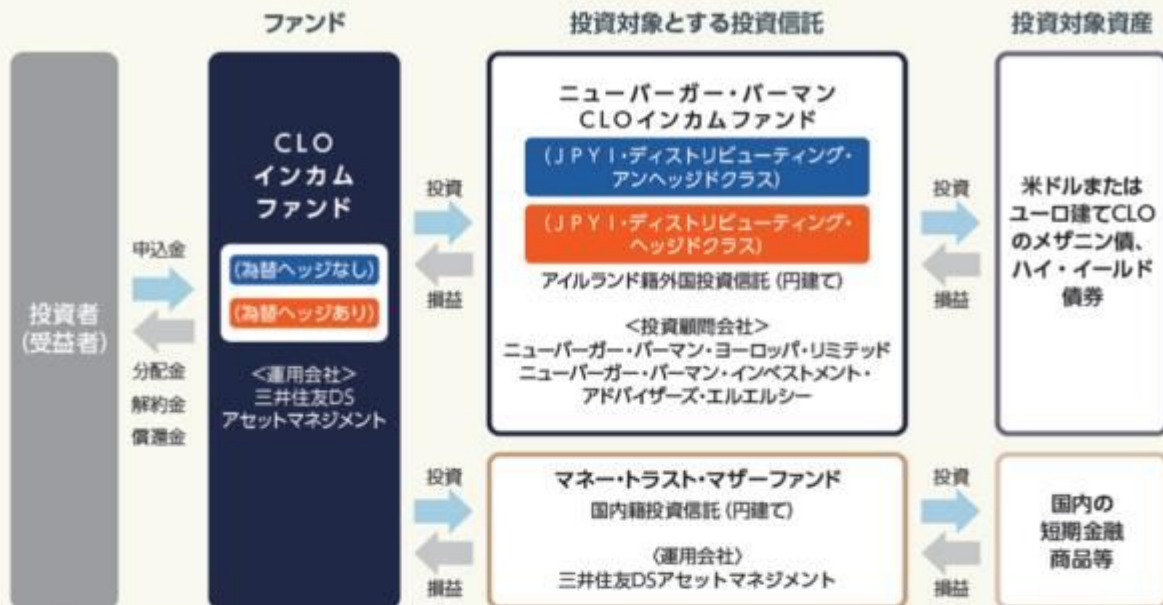 ファンド
投資対象とする投資信託
投資対象資産
投資者
(受益者)
申込金
分配金
解約金
償還金
CLO
インカム
ファンド
(為替ヘッジなし)
(為替ヘッジあり)
<運用会社>
三井住友DS
アセットマネジメント
投資
損益
ニューバーガー・バーマン
CLOインカムファンド
(JPYI・ディストリビューティング・
アンヘッジドクラス)
(JPYI・ディストリビューティング・
ヘッジドクラス)
アイルランド籍外国投資信託(円建て)
<投資顧問会社>
ニューバーガー・バーマン・ヨーロッパ・リミテッド
ニューバーガー・バーマン・インベストメント・
アドバイザーズ・エルエルシー
投資
損益
米ドルまたは
ユーロ建てCLO
のメザニン債、
ハイ・イールド
債券
投資
損益
マネー・トラスト・マザーファンド
国内籍投資信託(円建て)
〈運用会社〉
三井住友DSアセットマネジメント
投資
損益
国内の
短期金融
商品等